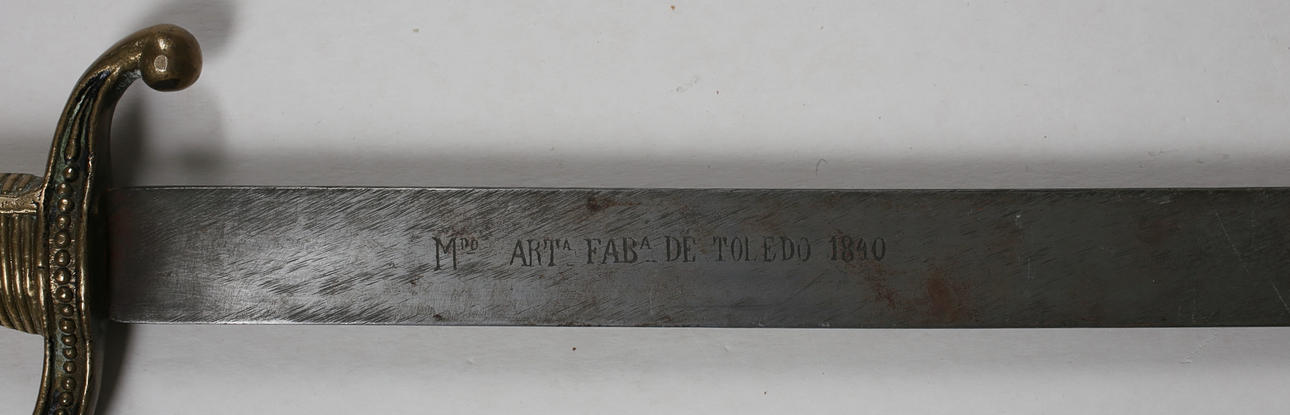 Mᴰᴼ ARTᴬ FABᴬ DE TOLEDO 1840